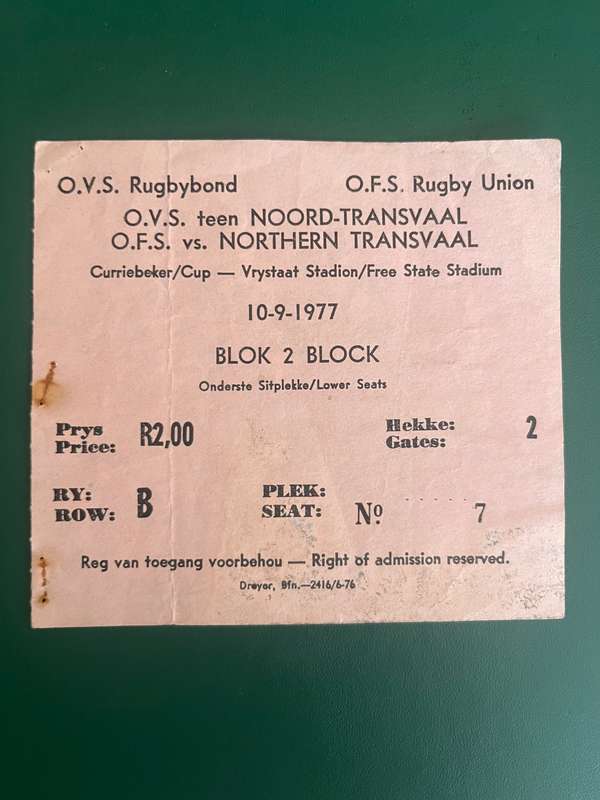 O.V.S. Rugbybond O.F.S. Rugby Union
O.V.S. teen NOORD-TRANSVAAL
O.F.S. vs. NORTHERN TRANSVAAL
Curriebeker/Cup — Vrystaat Stadion/Free State Stadium
10-9-1977
BLOK 2 BLOCK
Onderste Sitplekke/Lower Seats
Prys
Price: R2,00
Hekke:
Gates: 2
RY:
ROW: B
PLEK:
SEAT: No ..... 7
Reg van toegang voorbehou — Right of admission reserved.
Dreyer, Bfn.—2416/6-76